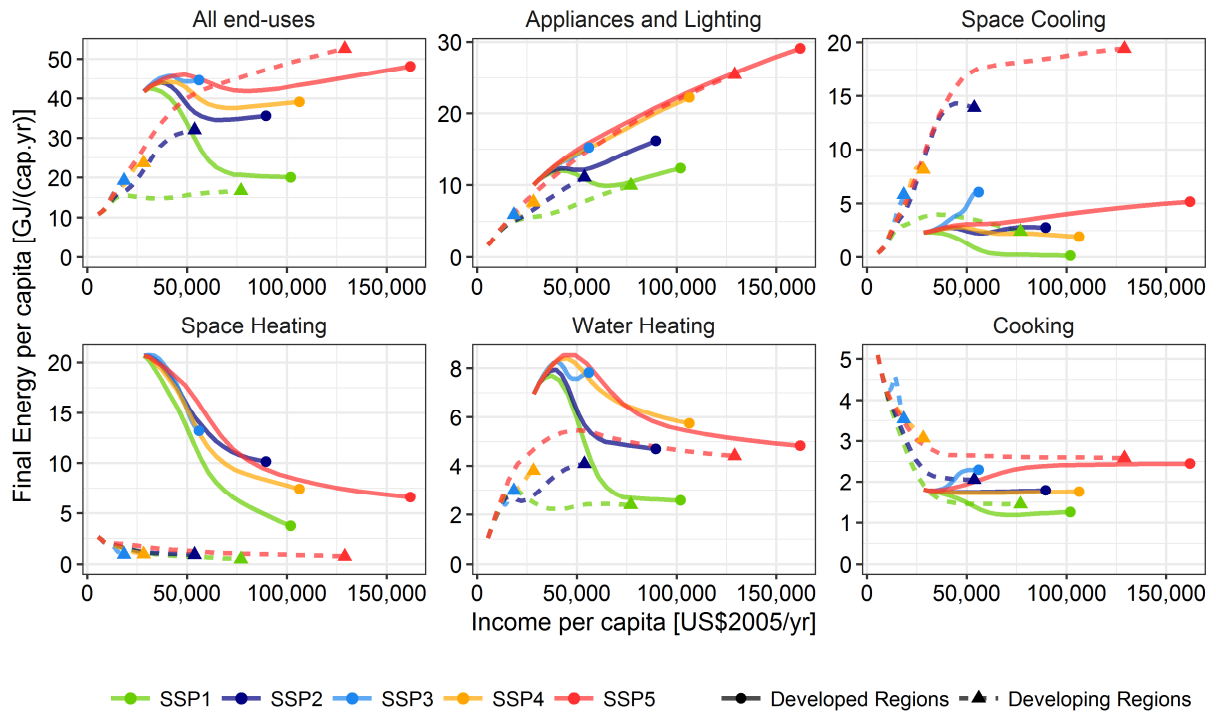 All end-uses
Appliances and Lighting
Space Cooling
Final Energy per capita [GJ/(cap.yr)]
50
40
30
20
10
0
0 50,000 100,000 150,000
30
20
10
0
0 50,000 100,000 150,000
20
15
10
5
0
0 50,000 100,000 150,000
Space Heating
Water Heating
Cooking
20
15
10
5
0
0 50,000 100,000 150,000
8
6
4
2
0
0 50,000 100,000 150,000
5
4
3
2
1
0
0 50,000 100,000 150,000
Income per capita [US$2005/yr]
SSP1 SSP2 SSP3 SSP4 SSP5 Developed Regions Developing Regions